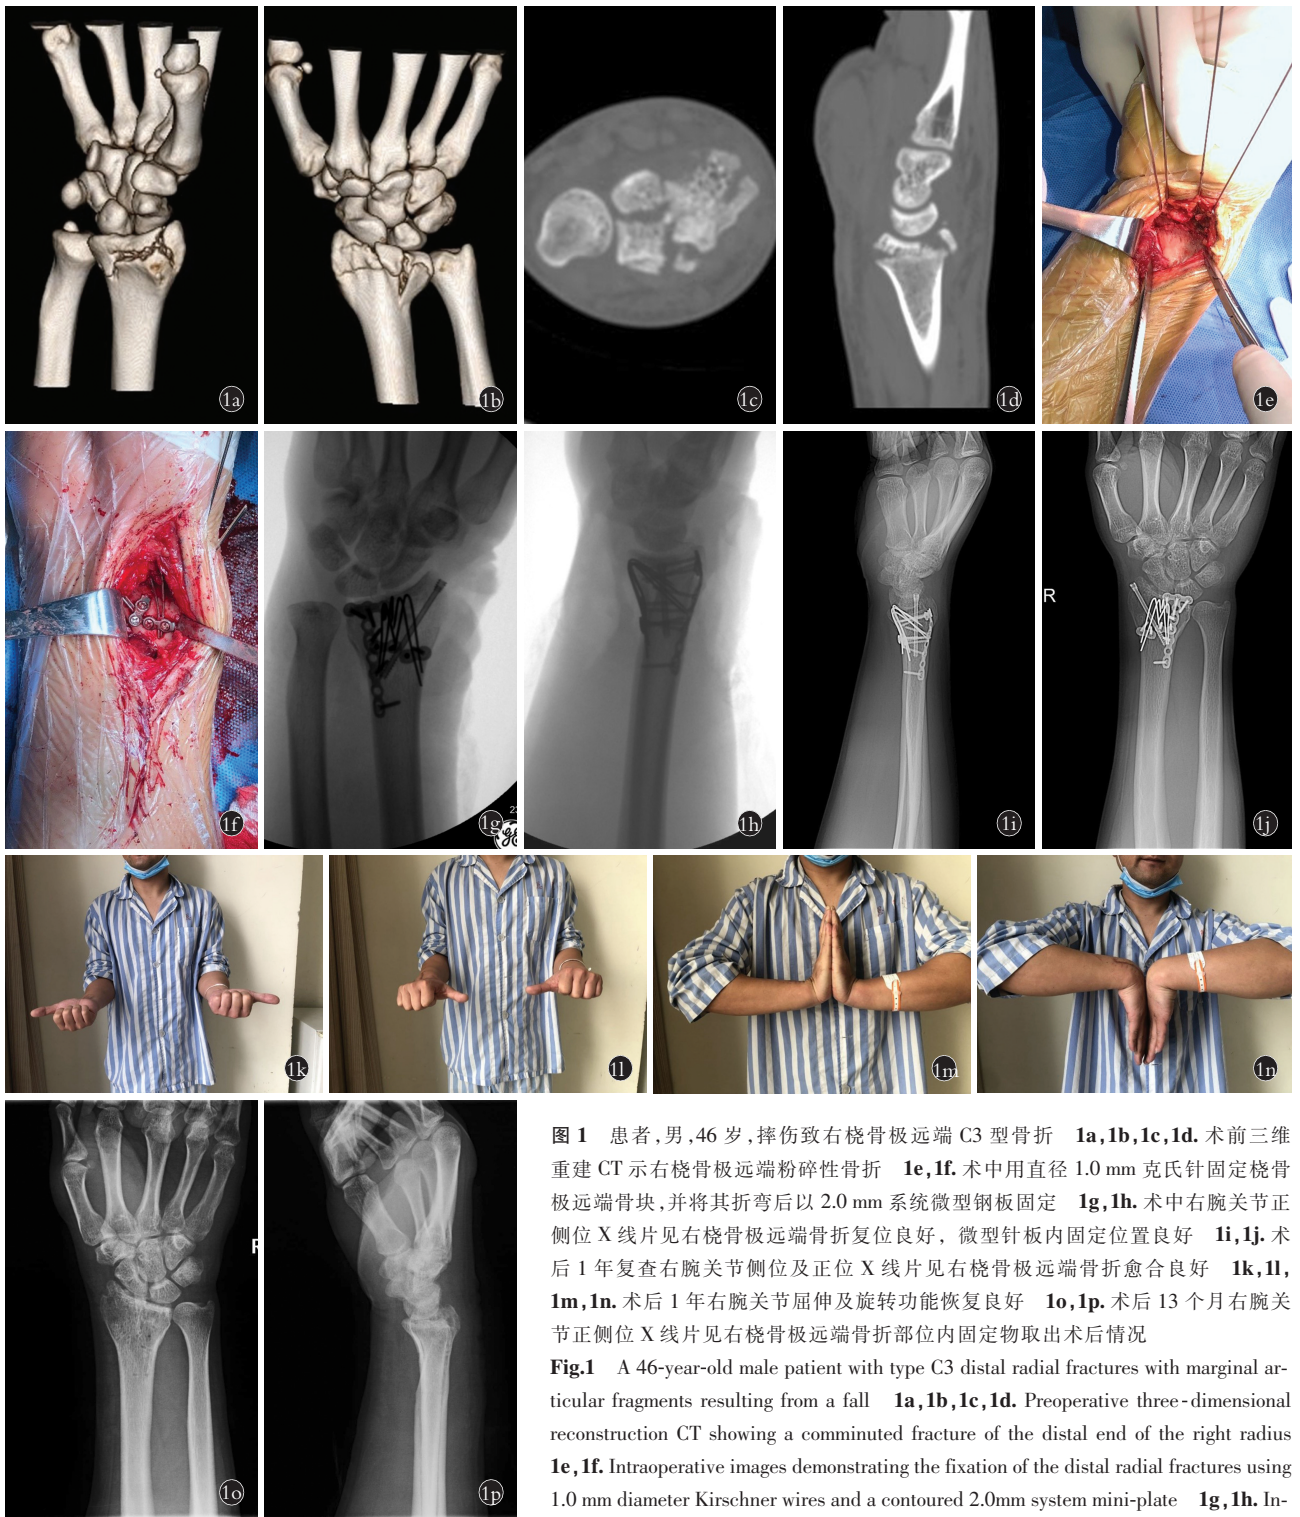 1a
1b
1c
1d
1e
1f
23
1g
GE
1h
1i
R
1j
1k
1l
1m
1n
R
1o
1p
图 1 患者,男,46 岁,摔伤致右桡骨极远端 C3 型骨折 1a,1b,1c,1d. 术前三维
重建 CT 示右桡骨极远端粉碎性骨折 1e,1f. 术中用直径 1.0 mm 克氏针固定桡骨
极远端骨块,并将其折弯后以 2.0 mm 系统微型钢板固定 1g,1h. 术中右腕关节正
侧位 X 线片见右桡骨极远端骨折复位良好，微型针板内固定位置良好 1i,1j. 术
后 1 年复查右腕关节侧位及正位 X 线片见右桡骨极远端骨折愈合良好 1k,1l,
1m,1n. 术后 1 年右腕关节屈伸及旋转功能恢复良好 1o,1p. 术后 13 个月右腕关
节正侧位 X 线片见右桡骨极远端骨折部位内固定物取出术后情况
Fig.1 A 46-year-old male patient with type C3 distal radial fractures with marginal ar-
ticular fragments resulting from a fall 1a,1b,1c,1d. Preoperative three-dimensional
reconstruction CT showing a comminuted fracture of the distal end of the right radius
1e,1f. Intraoperative images demonstrating the fixation of the distal radial fractures using
1.0 mm diameter Kirschner wires and a contoured 2.0mm system mini-plate 1g,1h. In-